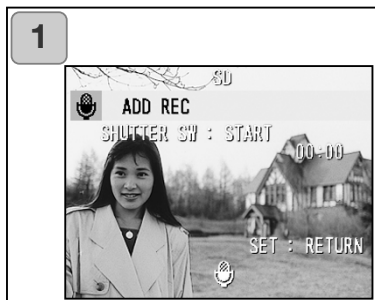 1
SD
ADD REC
SHUTTER SW : START
00:00
SET : RETURN